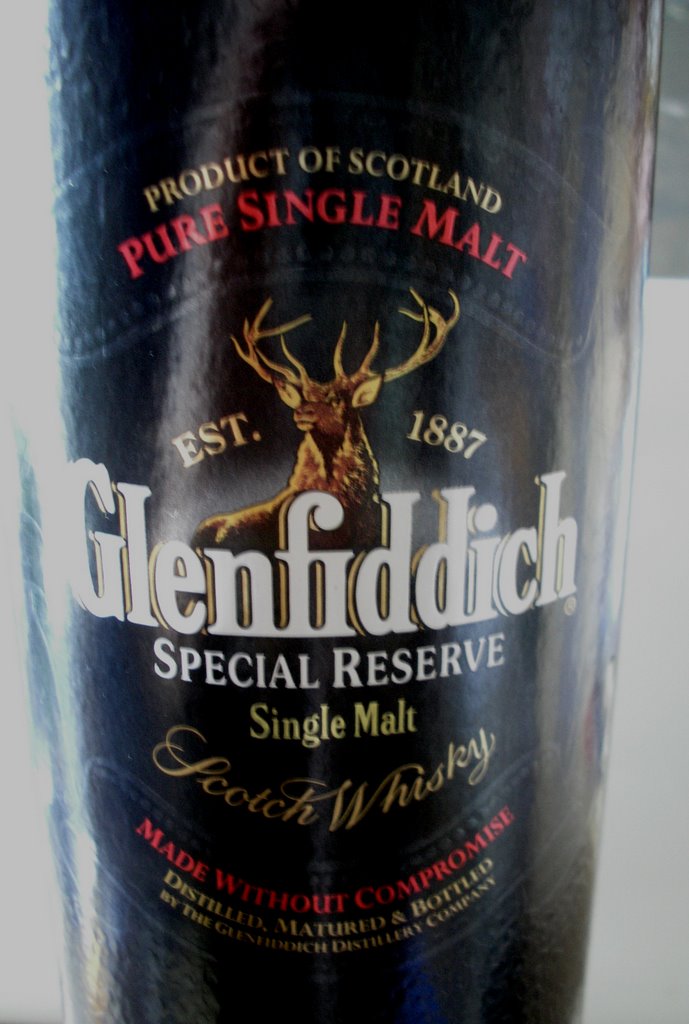 PRODUCT OF SCOTLAND
PURE SINGLE MALT
EST. 1887
Glenfiddich®
SPECIAL RESERVE
Single Malt
Scotch Whisky
MADE WITHOUT COMPROMISE
DISTILLED, MATURED & BOTTLED
BY THE GLENFIDDICH DISTILLERY COMPANY